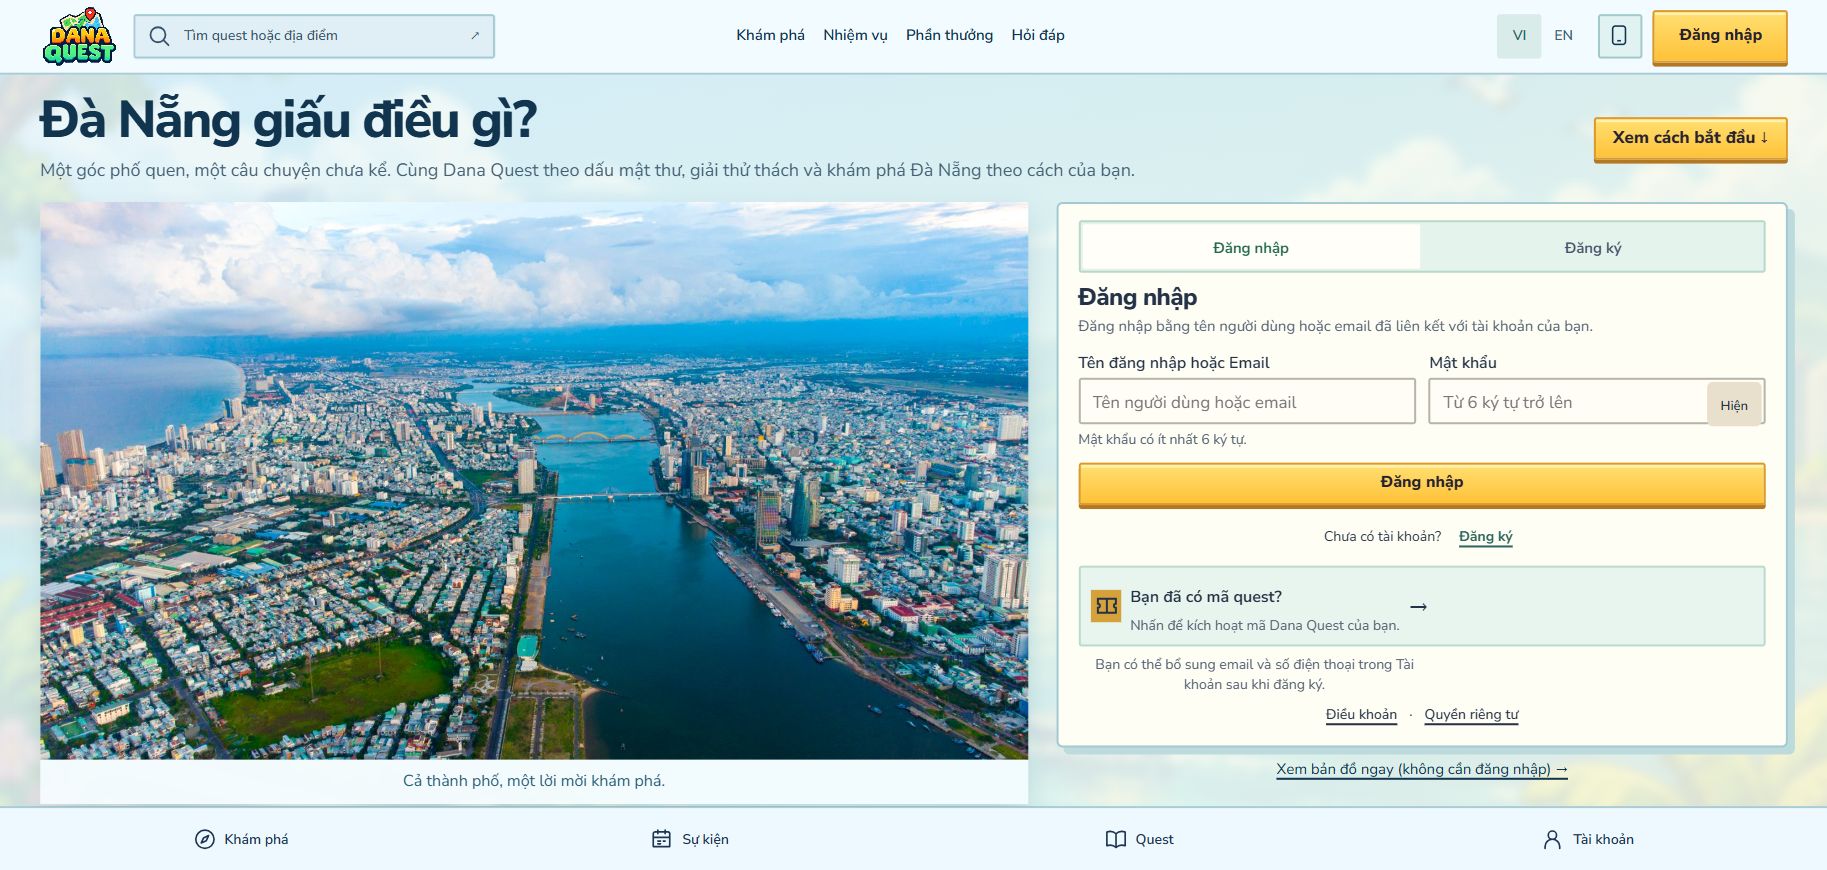 DANA
QUEST
Tìm quest hoặc địa điểm
Khám phá
Nhiệm vụ
Phần thưởng
Hỏi đáp
VI
EN
Đăng nhập
Đà Nẵng giấu điều gì?
Một góc phố quen, một câu chuyện chưa kể. Cùng Dana Quest theo dấu mật thư, giải thử thách và khám phá Đà Nẵng theo cách của bạn.
Xem cách bắt đầu ↓
Cả thành phố, một lời mời khám phá.
Đăng nhập
Đăng ký
Đăng nhập
Đăng nhập bằng tên người dùng hoặc email đã liên kết với tài khoản của bạn.
Tên đăng nhập hoặc Email
Mật khẩu
Tên người dùng hoặc email
Từ 6 ký tự trở lên
Hiện
Mật khẩu có ít nhất 6 ký tự.
Đăng nhập
Chưa có tài khoản? Đăng ký
Bạn đã có mã quest?
Nhấn để kích hoạt mã Dana Quest của bạn.
→
Bạn có thể bổ sung email và số điện thoại trong Tài
khoản sau khi đăng ký.
Điều khoản · Quyền riêng tư
Xem bản đồ ngay (không cần đăng nhập) →
Khám phá
Sự kiện
Quest
Tài khoản